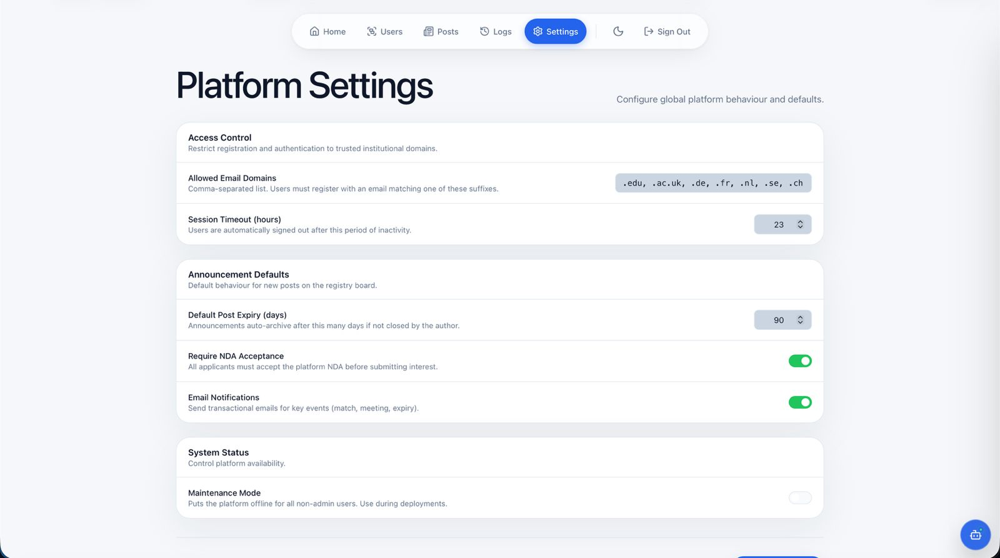 Home Users Posts Logs Settings Sign Out
Platform Settings
Configure global platform behaviour and defaults.
Access Control
Restrict registration and authentication to trusted institutional domains.
Allowed Email Domains
Comma-separated list. Users must register with an email matching one of these suffixes.
.edu, .ac.uk, .de, .fr, .nl, .se, .ch
Session Timeout (hours)
Users are automatically signed out after this period of inactivity.
23
Announcement Defaults
Default behaviour for new posts on the registry board.
Default Post Expiry (days)
Announcements auto-archive after this many days if not closed by the author.
90
Require NDA Acceptance
All applicants must accept the platform NDA before submitting interest.
Email Notifications
Send transactional emails for key events (match, meeting, expiry).
System Status
Control platform availability.
Maintenance Mode
Puts the platform offline for all non-admin users. Use during deployments.